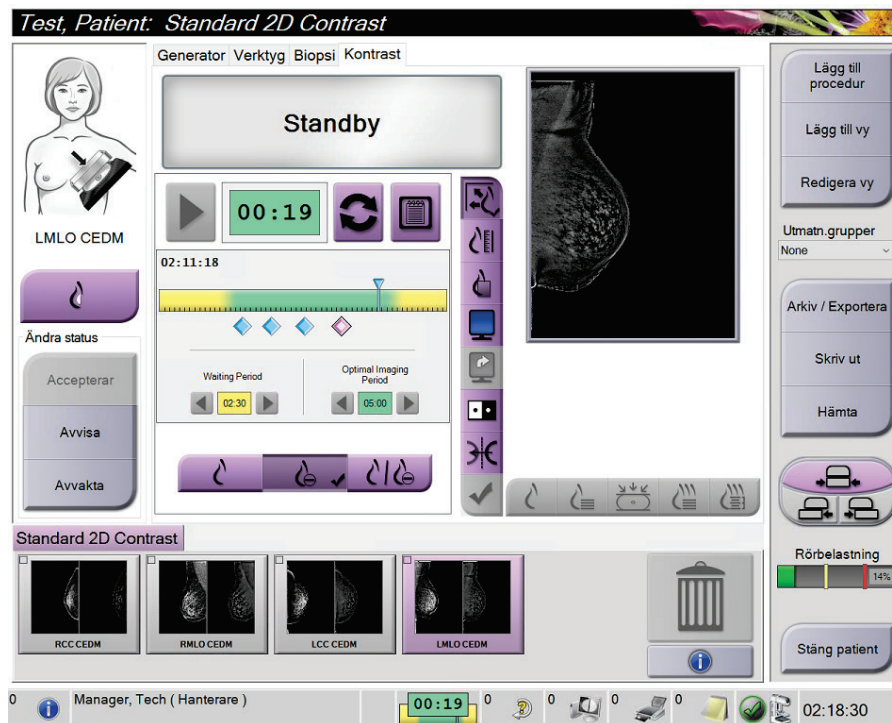 Test, Patient:  Standard 2D Contrast
Generator Verktyg Biopsi Kontrast
Standby
00:19
02:11:18
Waiting Period
Optimal Imaging
Period
02:30
05:00
LMLO CEDM
Ändra status
Accepterar
Avvisa
Avvakta
Lägg till
procedur
Lägg till vy
Redigera vy
Utmatn.grupper
None
Arkiv / Exportera
Skriv ut
Hämta
Rörbelastning
14%
Stäng patient
Standard 2D Contrast
RCC CEDM
RMLO CEDM
LCC CEDM
LMLO CEDM
0
Manager, Tech ( Hanterare )
00:19
0
0
0
0
02:18:30